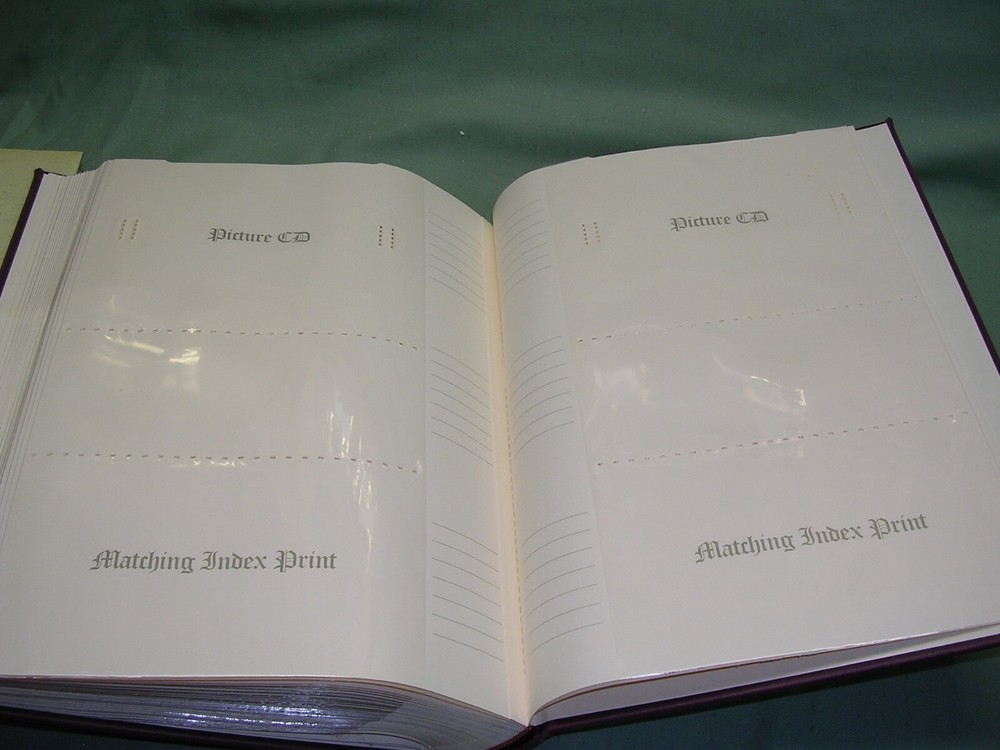 Picture CD
Matching Index Print
Picture CD
Matching Index Print